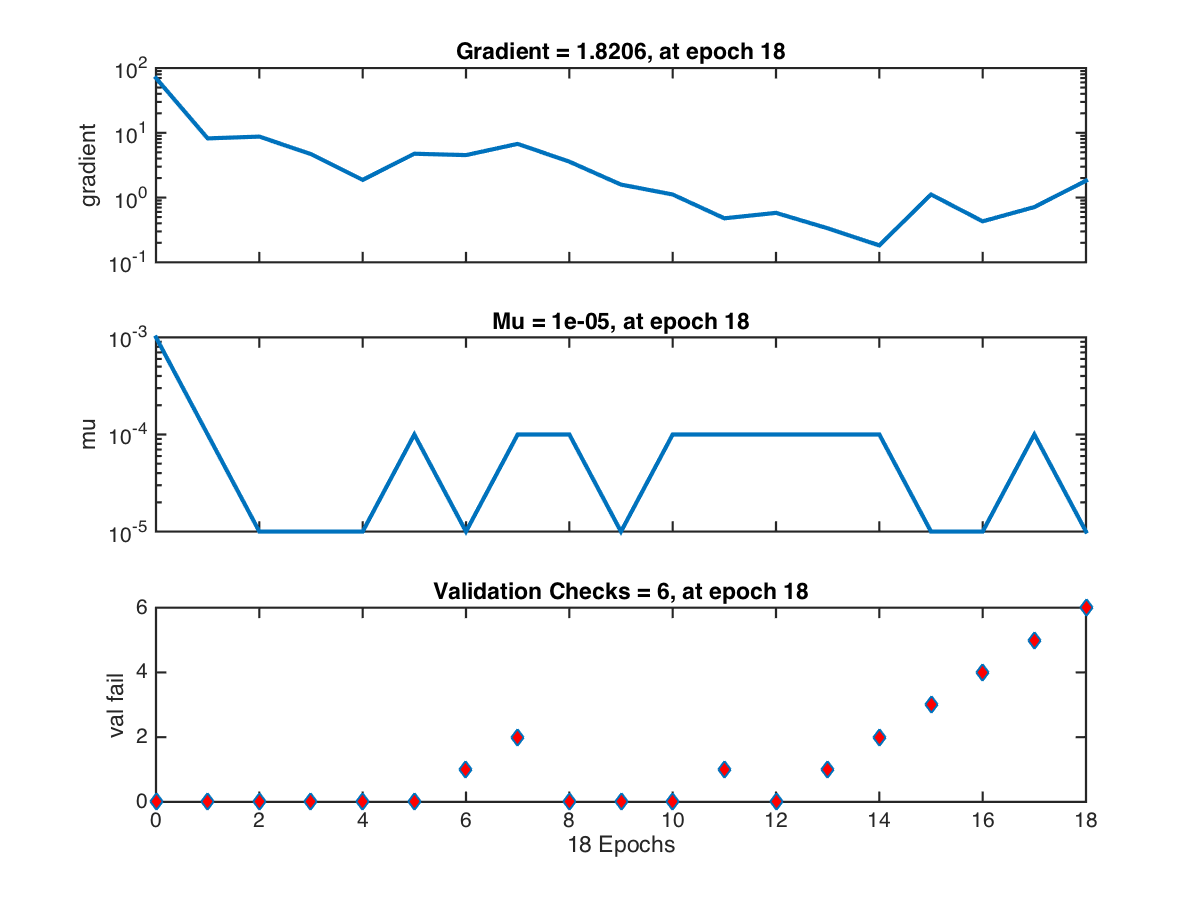 Gradient = 1.8206, at epoch 18
10^2
10^1
10^0
10^-1
gradient
Mu = 1e-05, at epoch 18
10^-3
10^-4
10^-5
mu
Validation Checks = 6, at epoch 18
6
4
2
0
val fail
0 2 4 6 8 10 12 14 16 18
18 Epochs